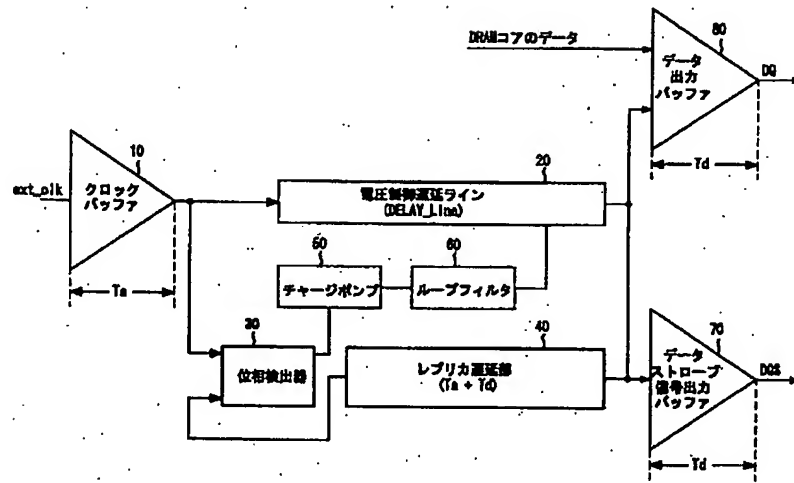 DRAMコアのデータ
80
データ
出力
バッファ
DQ
Td
10
ext_clk
クロック
バッファ
Ta
20
電圧制御遅延ライン
(DELAY_Line)
50
チャージポンプ
60
ループフィルタ
30
位相検出器
40
レプリカ遅延部
(Ta + Td)
70
データ
ストローブ
信号出力
バッファ
DQS
Td